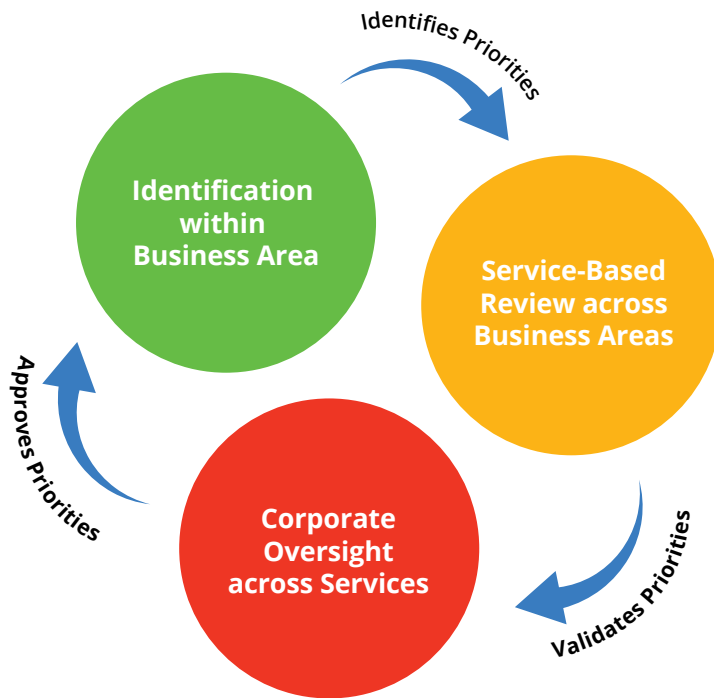 Identifies Priorities
Identification
within
Business Area
Service-Based
Review across
Business Areas
Validates Priorities
Corporate
Oversight
across Services
Approves Priorities